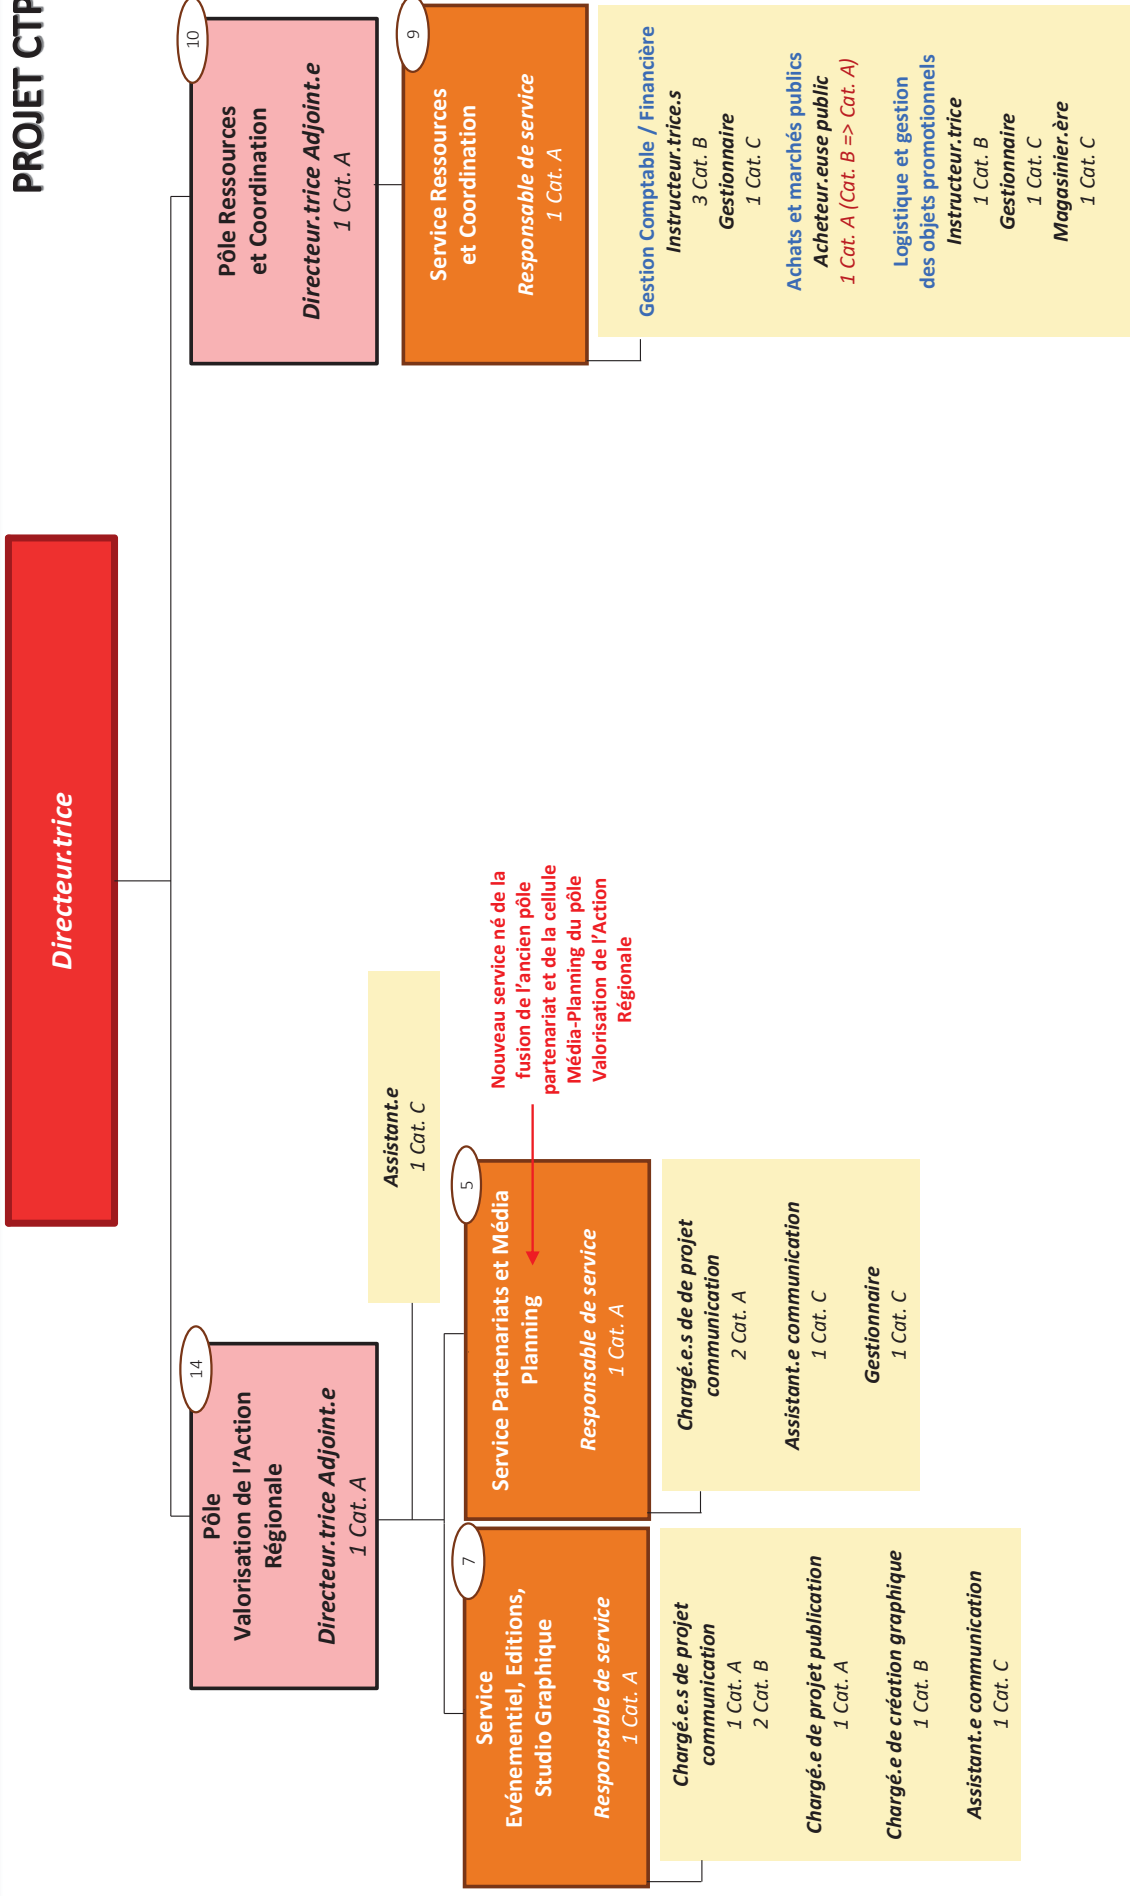 PROJET CTP
Directeur.trice
14
Pôle
Valorisation de l’Action
Régionale
Directeur.trice Adjoint.e
1 Cat. A
Assistant.e
1 Cat. C
7
Service
Evénementiel, Editions,
Studio Graphique
Responsable de service
1 Cat. A
Chargé.e.s de projet
communication
1 Cat. A
2 Cat. B
Chargé.e de projet publication
1 Cat. A
Chargé.e de création graphique
1 Cat. B
Assistant.e communication
1 Cat. C
5
Service Partenariats et Média
Planning
Responsable de service
1 Cat. A
Chargé.e.s de de projet
communication
2 Cat. A
Assistant.e communication
1 Cat. C
Gestionnaire
1 Cat. C
Nouveau service né de la
fusion de l’ancien pôle
partenariat et de la cellule
Média-Planning du pôle
Valorisation de l’Action
Régionale
10
Pôle Ressources
et Coordination
Directeur.trice Adjoint.e
1 Cat. A
9
Service Ressources
et Coordination
Responsable de service
1 Cat. A
Gestion Comptable / Financière
Instructeur.trice.s
3 Cat. B
Gestionnaire
1 Cat. C
Achats et marchés publics
Acheteur.euse public
1 Cat. A (Cat. B => Cat. A)
Logistique et gestion
des objets promotionnels
Instructeur.trice
1 Cat. B
Gestionnaire
1 Cat. C
Magasinier.ère
1 Cat. C